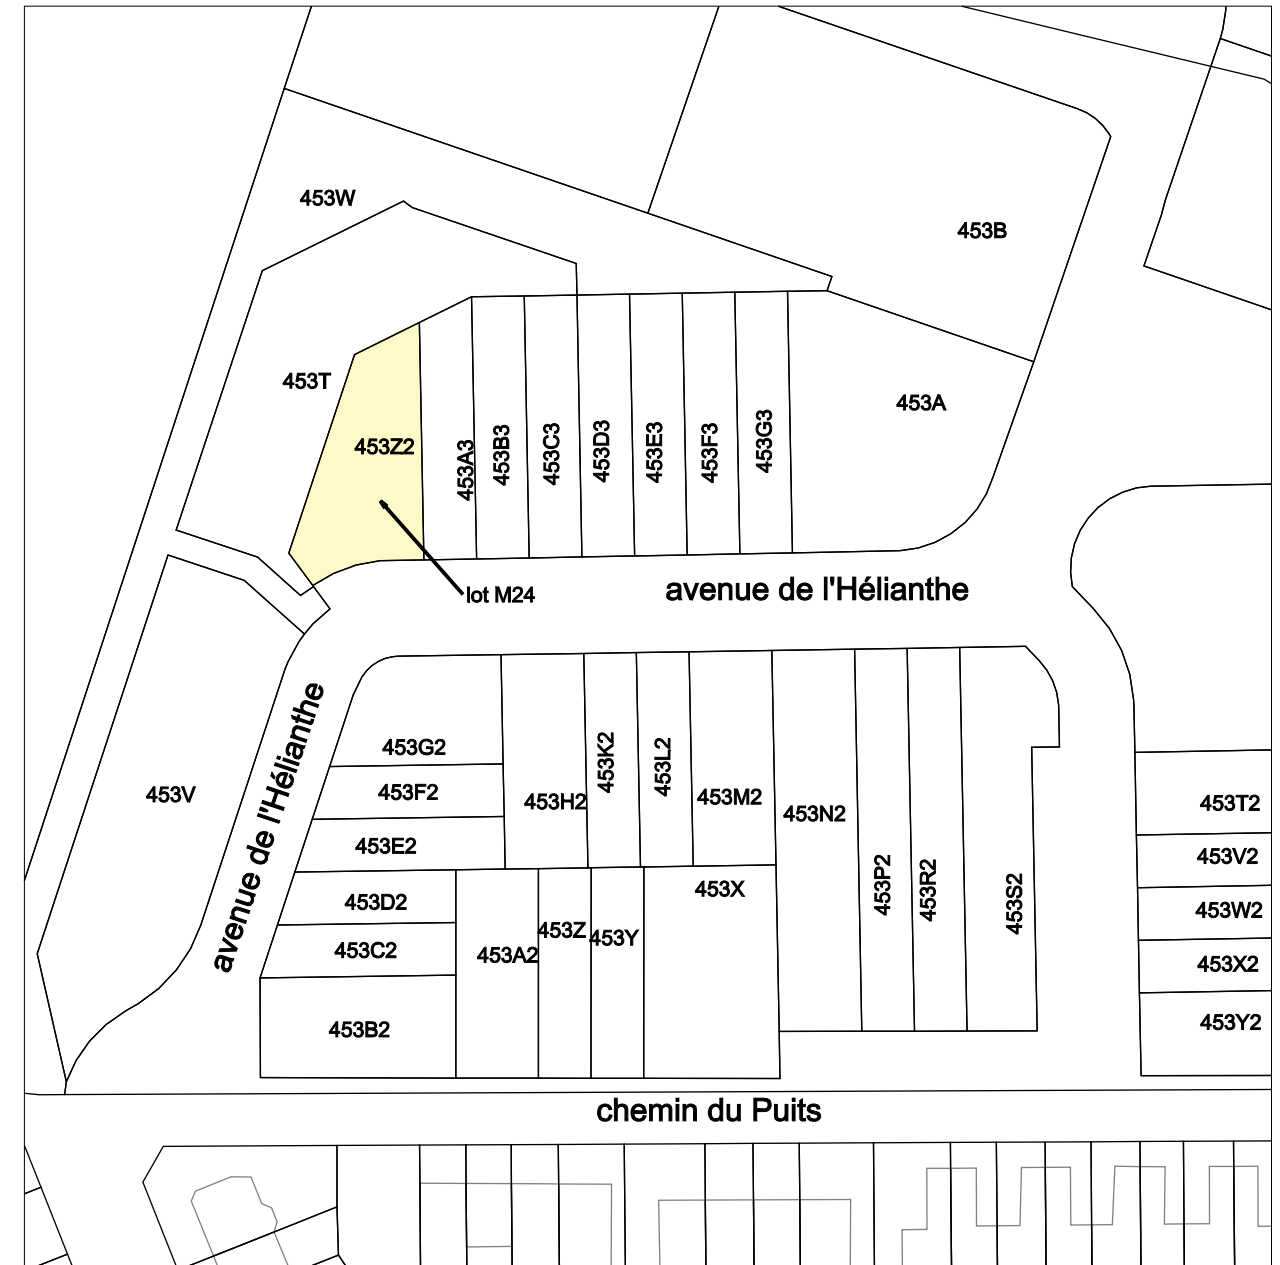 453W
453B
453T
453A
453Z2
453A3
453B3
453C3
453D3
453E3
453F3
453G3
lot M24
avenue de l'Hélianthe
avenue de l'Hélianthe
453V
453G2
453F2
453E2
453D2
453C2
453B2
453H2
453K2
453L2
453M2
453N2
453P2
453R2
453S2
453A2
453Z
453Y
453X
453T2
453V2
453W2
453X2
453Y2
chemin du Puits